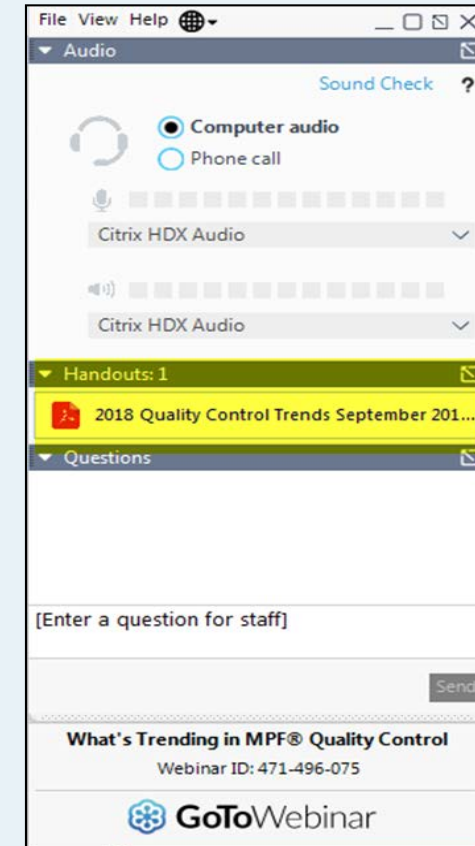 File View Help
Audio
Sound Check ?
Computer audio
Phone call
Citrix HDX Audio
Citrix HDX Audio
Handouts: 1
2018 Quality Control Trends September 201...
Questions
[Enter a question for staff]
Send
What's Trending in MPF® Quality Control
Webinar ID: 471-496-075
GoToWebinar